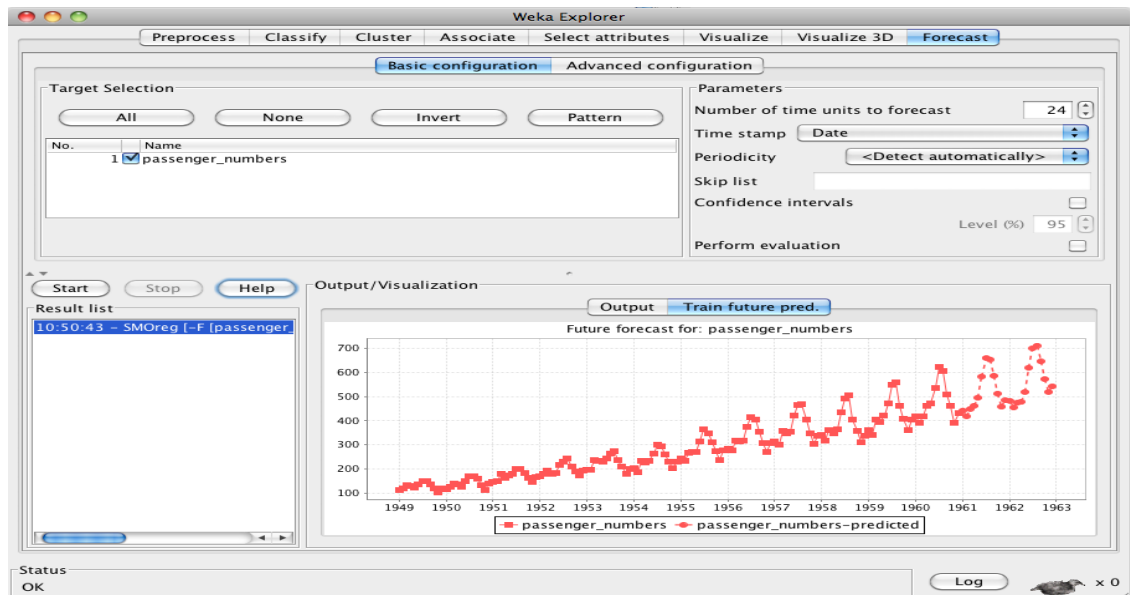 Weka Explorer
Preprocess Classify Cluster Associate Select attributes Visualize Visualize 3D Forecast
Basic configuration Advanced configuration
Target Selection
All None Invert Pattern
No. Name
1 passenger_numbers
Parameters
Number of time units to forecast 24
Time stamp Date
Periodicity <Detect automatically>
Skip list
Confidence intervals
Level (%) 95
Perform evaluation
Start Stop Help
Result list
10:50:43 – SMOreg [-F [passenger_
Output/Visualization
Output Train future pred.
Future forecast for: passenger_numbers
700
600
500
400
300
200
100
1949 1950 1951 1952 1953 1954 1955 1956 1957 1958 1959 1960 1961 1962 1963
passenger_numbers passenger_numbers-predicted
Status
OK
Log
x 0